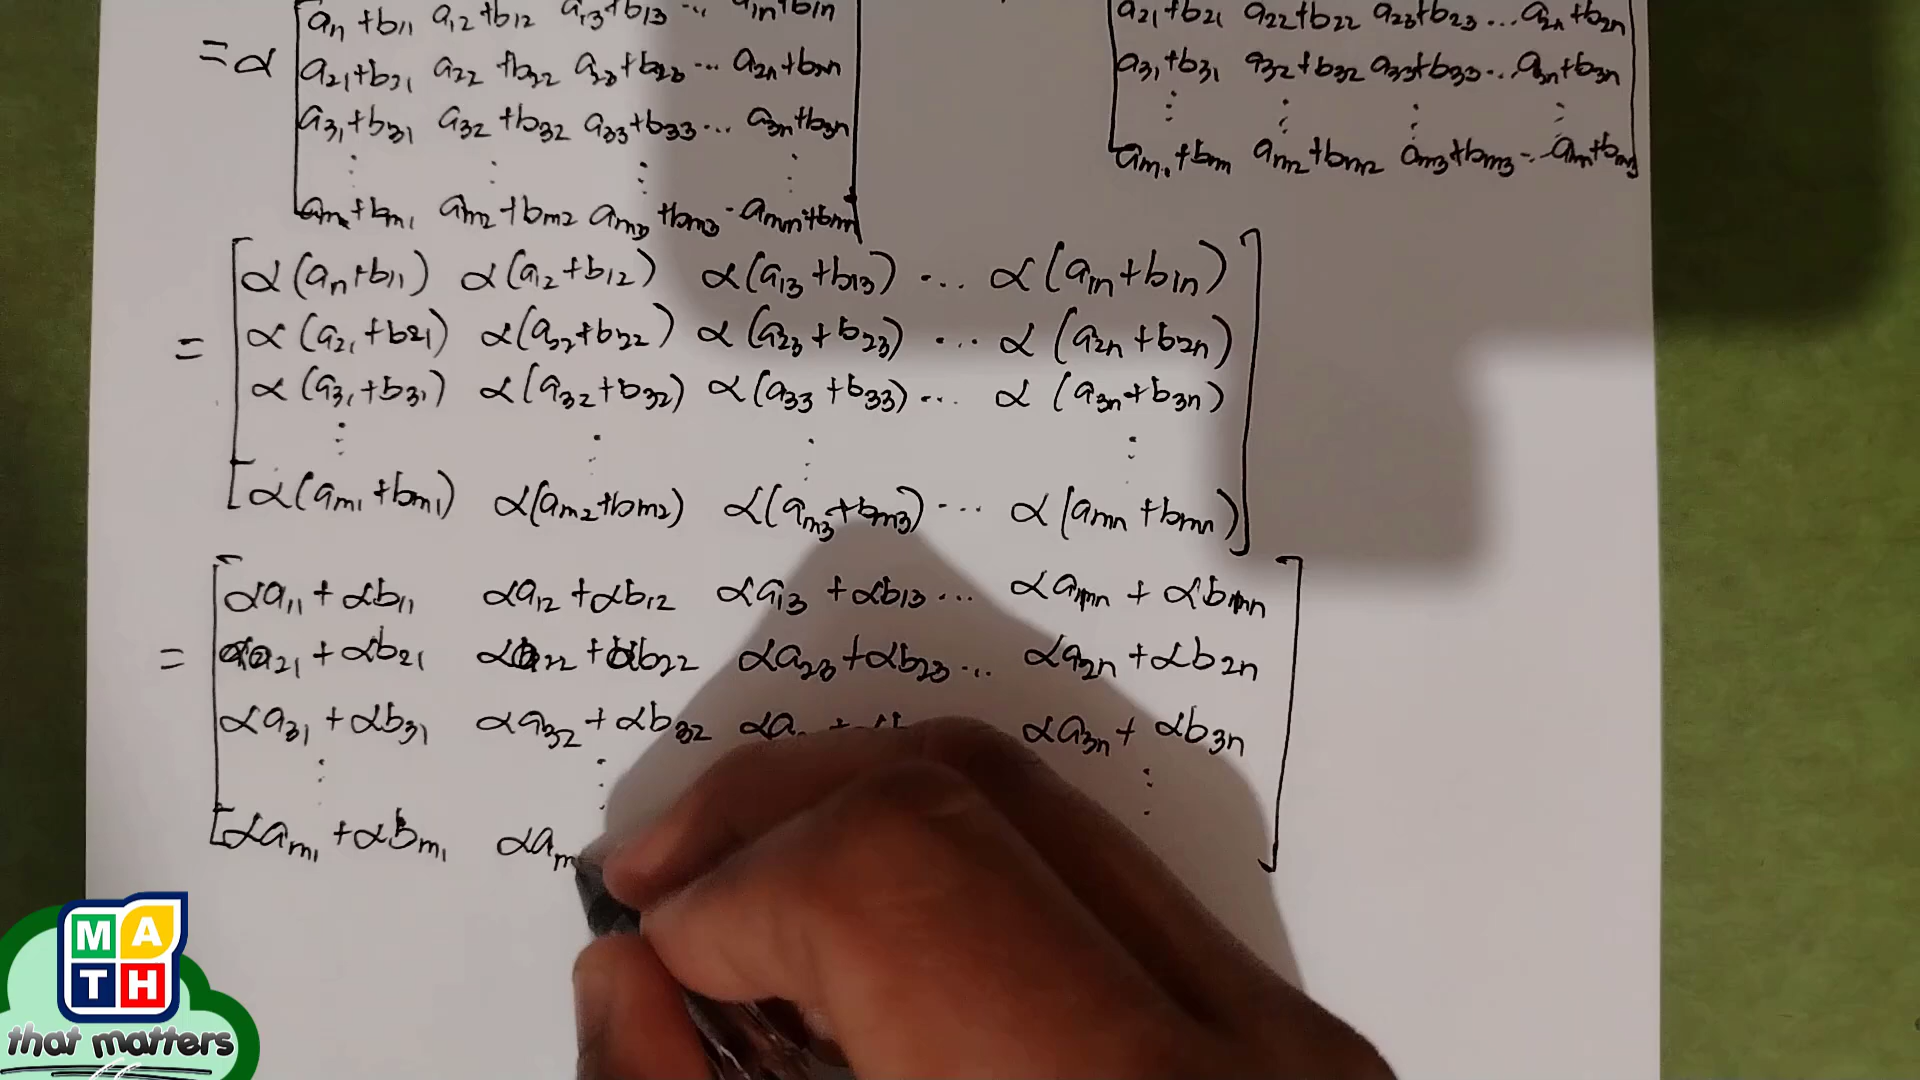 a11+b11 a12+b12 a13+b13 ... a1n+b1n
= α a21+b21 a22+b22 a23+b23 ... a2n+b2n
a31+b31 a32+b32 a33+b33 ... a3n+b3n
⋮ ⋮ ⋮ ⋮
am1+bm1 am2+bm2 am3+bm3 - amn+bmn
a21+b21 a22+b22 a23+b23 ... a2n+b2n
a31+b31 a32+b32 a33+b33 ... a3n+b3n
⋮ ⋮ ⋮ ⋮
am1+bm am2+bm2 am3+bm3 ... amn+bmn
α(a11+b11) α(a12+b12) α(a13+b13) ... α(a1n+b1n)
= α(a21+b21) α(a22+b22) α(a23+b23) ... α(a2n+b2n)
α(a31+b31) α(a32+b32) α(a33+b33) ... α(a3n+b3n)
⋮ ⋮ ⋮ ⋮
α(am1+bm1) α(am2+bm2) α(am3+bm3) ... α(amn+bmn)
αa11+αb11 αa12+αb12 αa13+αb13 ... αamn+αbmn
= αa21+αb21 αa22+αb22 αa23+αb23 ... αa2n+αb2n
αa31+αb31 αa32+αb32 αa + α αa3n+αb3n
⋮ ⋮ ⋮
αam1+αbm1 αam
MATH
that matters